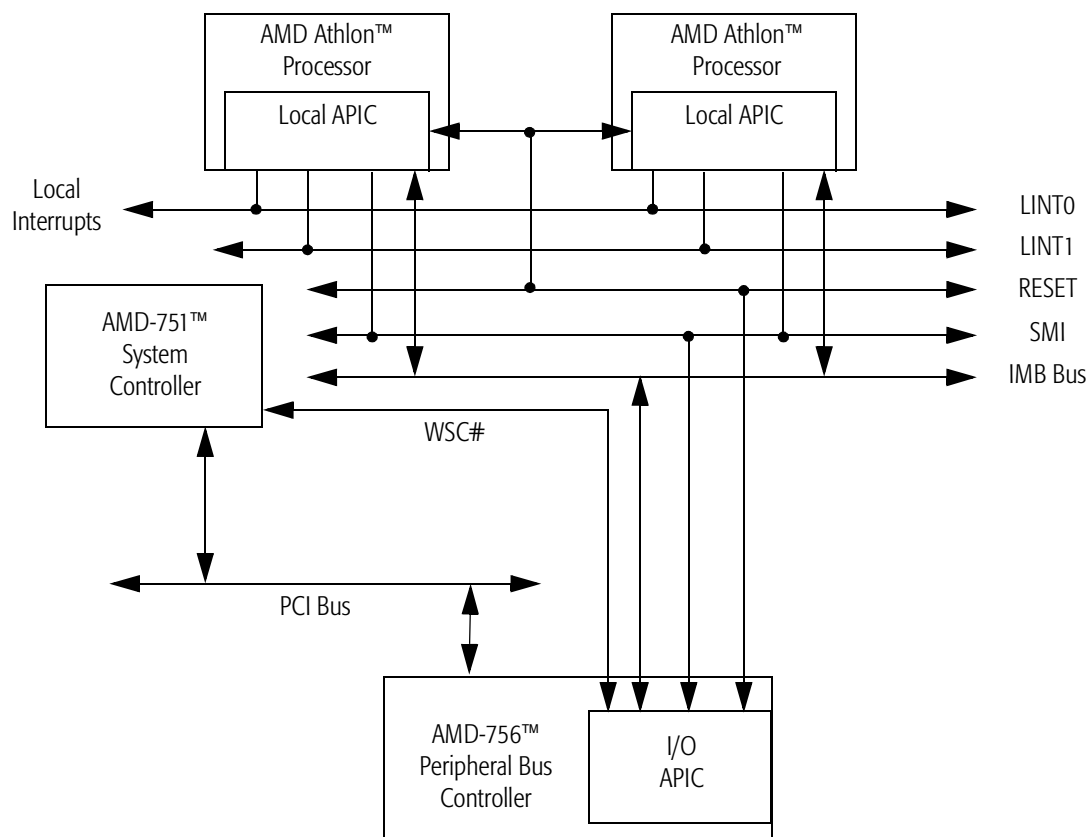 AMD Athlon™
Processor
Local APIC
AMD Athlon™
Processor
Local APIC
Local
Interrupts
LINT0
LINT1
RESET
SMI
IMB Bus
AMD-751™
System
Controller
WSC#
PCI Bus
AMD-756™
Peripheral Bus
Controller
I/O
APIC